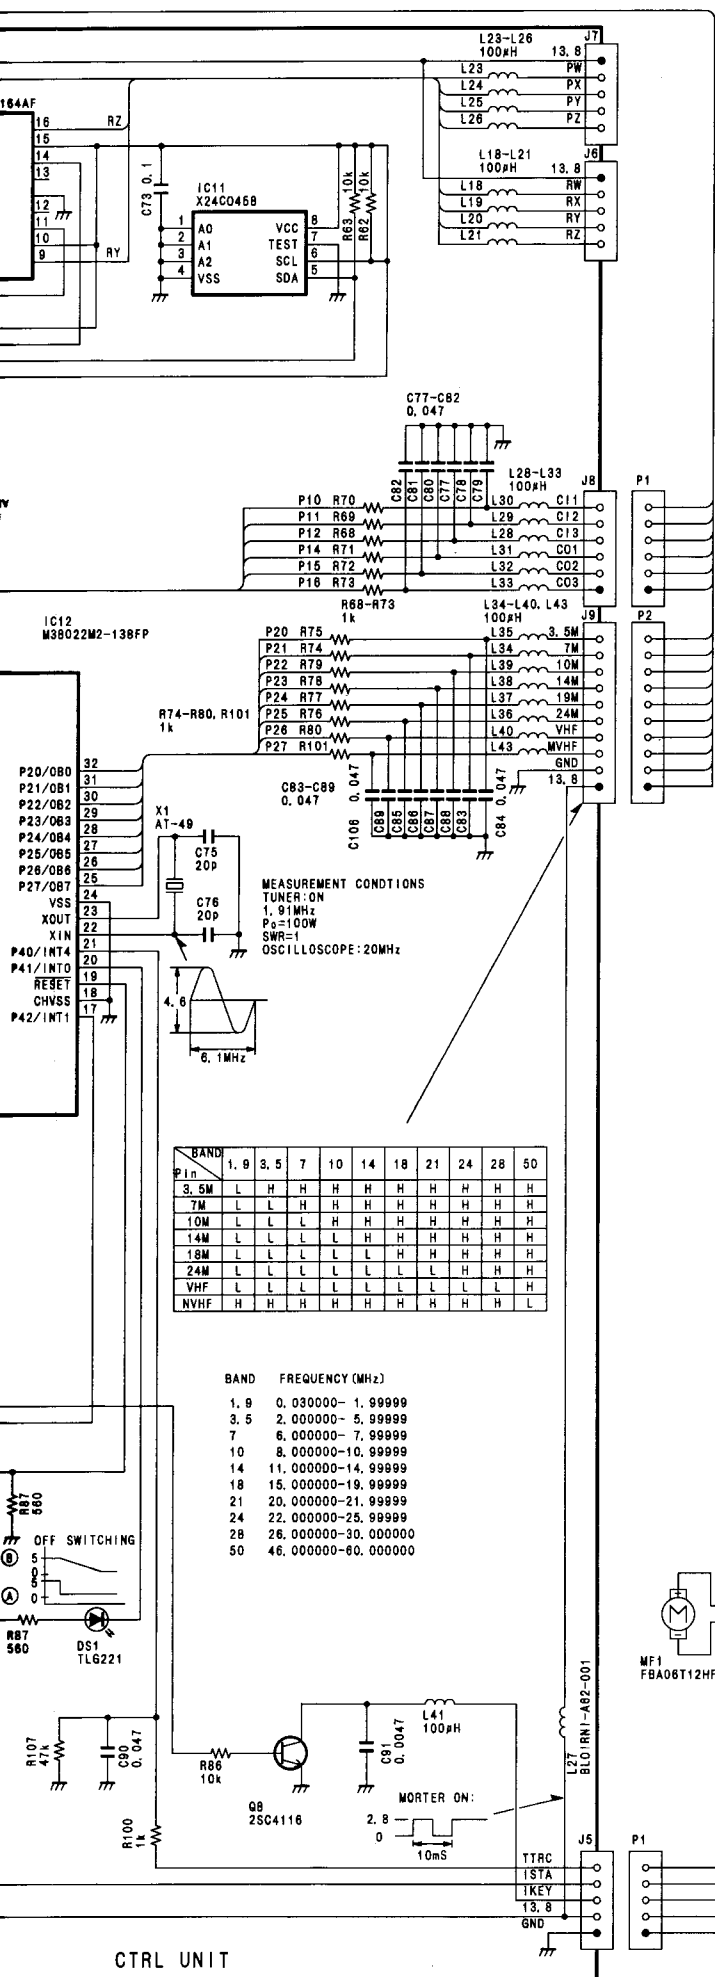 L23-L26
100μH
J7
13.8
L23 PW
L24 PX
L25 PY
L26 PZ
164AF
16 RZ
15
14
13
12
11
10
9 RY
L18-L21
100μH
J6
13.8
L18 RW
L19 RX
L20 RY
L21 RZ
C73 0.1
IC11
X24C045B
1 A0 VCC 8
2 A1 TEST 7
3 A2 SCL 6
4 VSS SDA 5
R63 10k
R62 10k
C77-C82
0.047
C82
C81
C80
C77
C78
C79
L28-L33
100μH
J8
P1
P10 R70 L30 CI1
P11 R69 L29 CI2
P12 R68 L28 CI3
P14 R71 L31 CO1
P15 R72 L32 CO2
P16 R73 L33 CO3
R68-R73
1k
L34-L40, L43
100μH
J9
P2
IC12
M38022M2-138FP
P20 R75 L35 3.5M
P21 R74 L34 7M
P22 R79 L39 10M
P23 R78 L38 14M
P24 R77 L37 19M
P25 R76 L36 24M
P26 R80 L40 VHF
P27 R101 L43 MVHF
GND
13.8
R74-R80, R101
1k
C83-C89
0.047
C106 0.047
C89
C85
C86
C87
C88
C83
C84 0.047
P20/OB0 32
P21/OB1 31
P22/OB2 30
P23/OB3 29
P24/OB4 28
P25/OB5 27
P26/OB6 26
P27/OB7 25
VSS 24
XOUT 23
XIN 22
P40/INT4 21
P41/INT0 20
RESET 19
CHVSS 18
P42/INT1 17
X1
AT-49
C75
20p
C76
20p
MEASUREMENT CONDTIONS
TUNER:ON
1.91MHz
Po=100W
SWR=1
OSCILLOSCOPE:20MHz
4.6
6.1MHz
BAND
Pin
1.9 3.5 7 10 14 18 21 24 28 50
3.5M L H H H H H H H H H
7M L L H H H H H H H H
10M L L L H H H H H H H
14M L L L L H H H H H H
18M L L L L L H H H H H
24M L L L L L L L H H H
VHF L L L L L L L L L H
NVHF H H H H H H H H H L
BAND FREQUENCY(MHz)
1.9 0.030000- 1.99999
3.5 2.000000- 5.99999
7 6.000000- 7.99999
10 8.000000-10.99999
14 11.000000-14.99999
18 15.000000-19.99999
21 20.000000-21.99999
24 22.000000-25.99999
28 26.000000-30.000000
50 46.000000-60.000000
R87
560
OFF SWITCHING
B 5
0
A 5
0
R87
560
DS1
TLG221
M
MF1
FBA06T12HF
L27
BLO1RN1-A62-001
R107
47k
C90
0.047
R86
10k
Q8
2SC4116
C91
0.0047
L41
100μH
MORTER ON:
2.8
0
10mS
R100
1k
J5
P1
TTRC
ISTA
IKEY
13.8
GND
CTRL UNIT